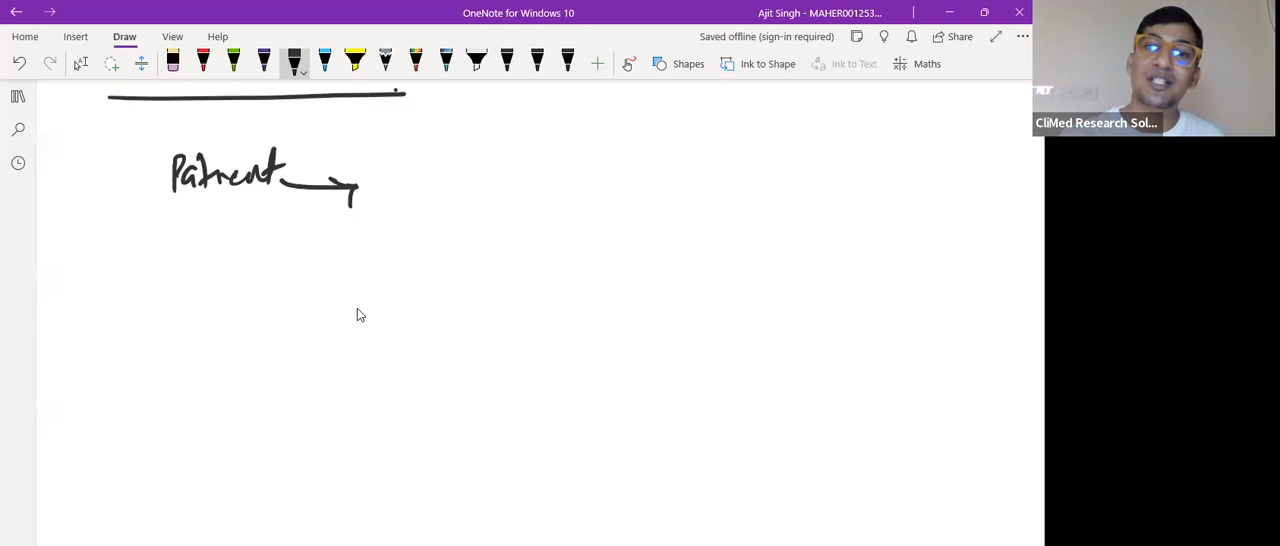 OneNote for Windows 10
Ajit Singh - MAHER001253...
Home Insert Draw View Help
Saved offline (sign-in required)
Share
Shapes
Ink to Shape
Ink to Text
Maths
CliMed Research Sol...
Patient